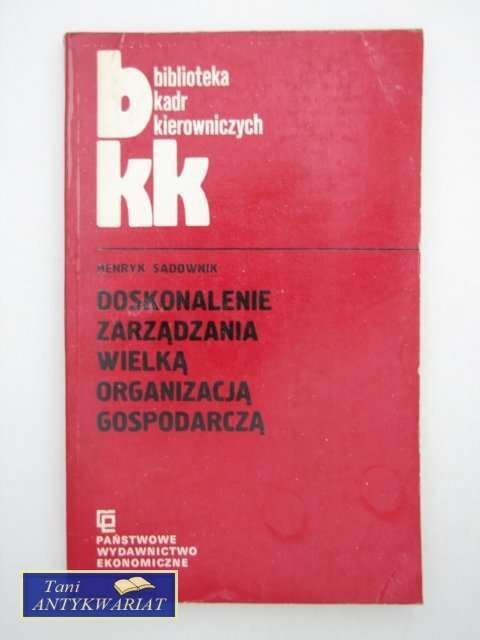 b biblioteka
kadr
kierowniczych
kk
HENRYK SADOWNIK
DOSKONALENIE
ZARZĄDZANIA
WIELKĄ
ORGANIZACJĄ
GOSPODARCZĄ
PAŃSTWOWE
WYDAWNICTWO
EKONOMICZNE
Tani
ANTYKWARIAT